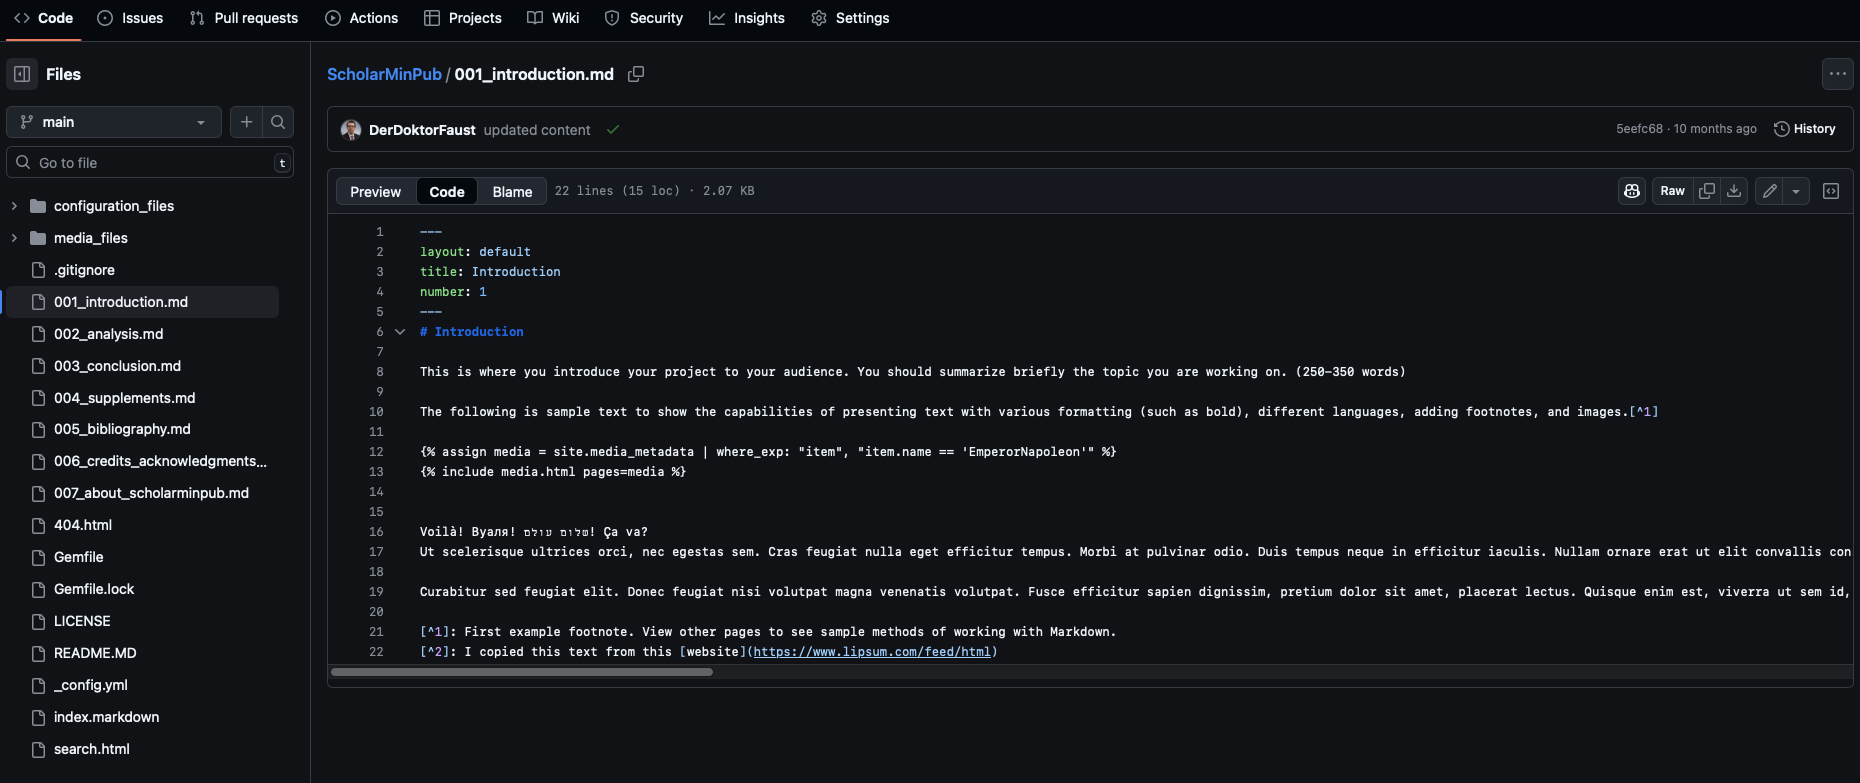 Code
Issues
Pull requests
Actions
Projects
Wiki
Security
Insights
Settings
Files
main
Go to file
t
configuration_files
media_files
.gitignore
001_introduction.md
002_analysis.md
003_conclusion.md
004_supplements.md
005_bibliography.md
006_credits_acknowledgments...
007_about_scholarminpub.md
404.html
Gemfile
Gemfile.lock
LICENSE
README.MD
_config.yml
index.markdown
search.html
ScholarMinPub / 001_introduction.md
DerDoktorFaust updated content
5eefc68 · 10 months ago
History
Preview
Code
Blame
22 lines (15 loc) · 2.07 KB
Raw
1 ---
2 layout: default
3 title: Introduction
4 number: 1
5 ---
6 # Introduction
7
8 This is where you introduce your project to your audience. You should summarize briefly the topic you are working on. (250-350 words)
9
10 The following is sample text to show the capabilities of presenting text with various formatting (such as bold), different languages, adding footnotes, and images.[^1]
11
12 {% assign media = site.media_metadata | where_exp: "item", "item.name == 'EmperorNapoleon'" %}
13 {% include media.html pages=media %}
14
15
16 Voilà! Вуаля! שלום עולם! Ça va?
17 Ut scelerisque ultrices orci, nec egestas sem. Cras feugiat nulla eget efficitur tempus. Morbi at pulvinar odio. Duis tempus neque in efficitur iaculis. Nullam ornare erat ut elit convallis con
18
19 Curabitur sed feugiat elit. Donec feugiat nisi volutpat magna venenatis volutpat. Fusce efficitur sapien dignissim, pretium dolor sit amet, placerat lectus. Quisque enim est, viverra ut sem id,
20
21 [^1]: First example footnote. View other pages to see sample methods of working with Markdown.
22 [^2]: I copied this text from this [website](https://www.lipsum.com/feed/html)